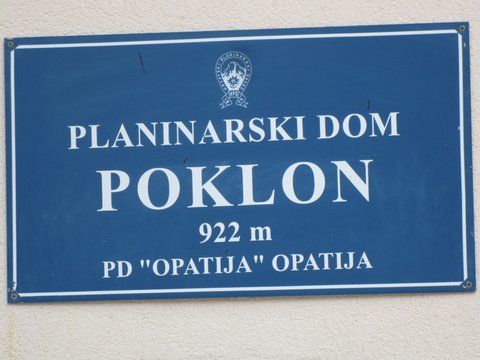 PLANINARSKI DOM
POKLON
922 m
PD "OPATIJA" OPATIJA